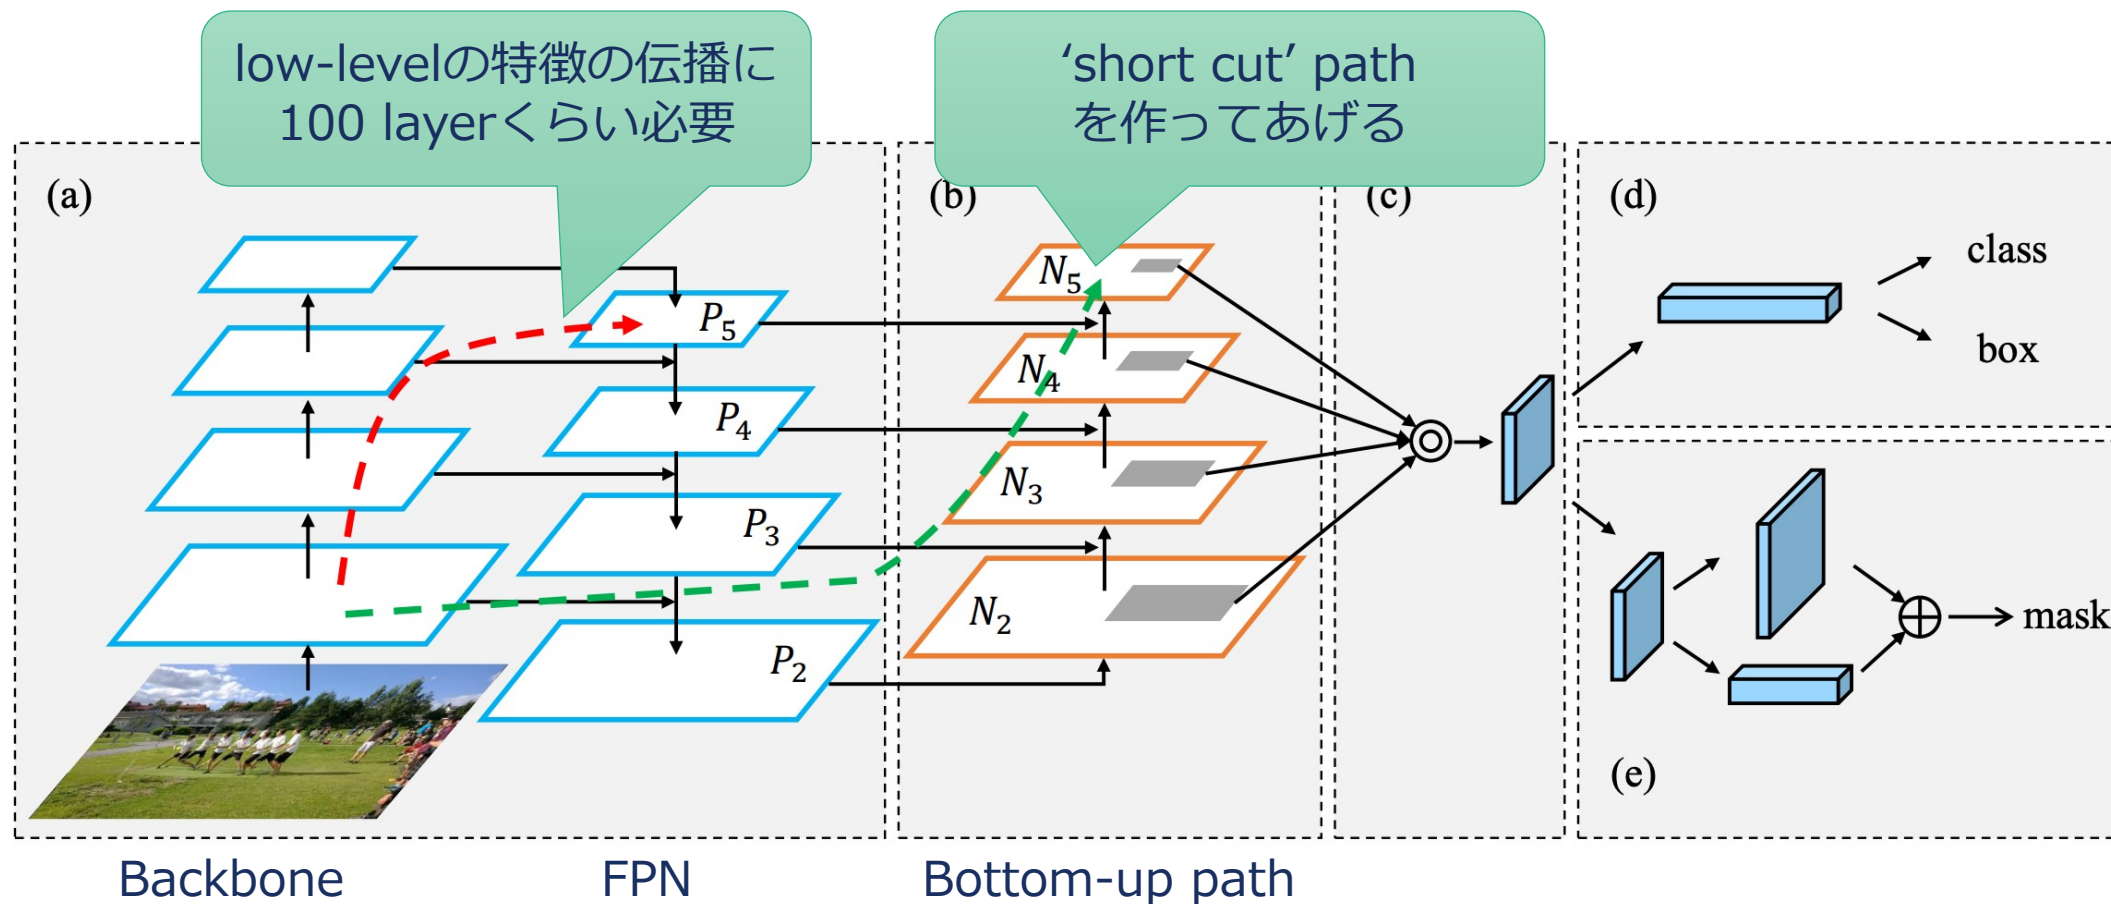 low-levelの特徴の伝播に
100 layerくらい必要
‘short cut’ path
を作ってあげる
(a)
(b)
(c)
(d)
(e)
P₅
P₄
P₃
P₂
N₅
N₄
N₃
N₂
class
box
mask
Backbone
FPN
Bottom-up path